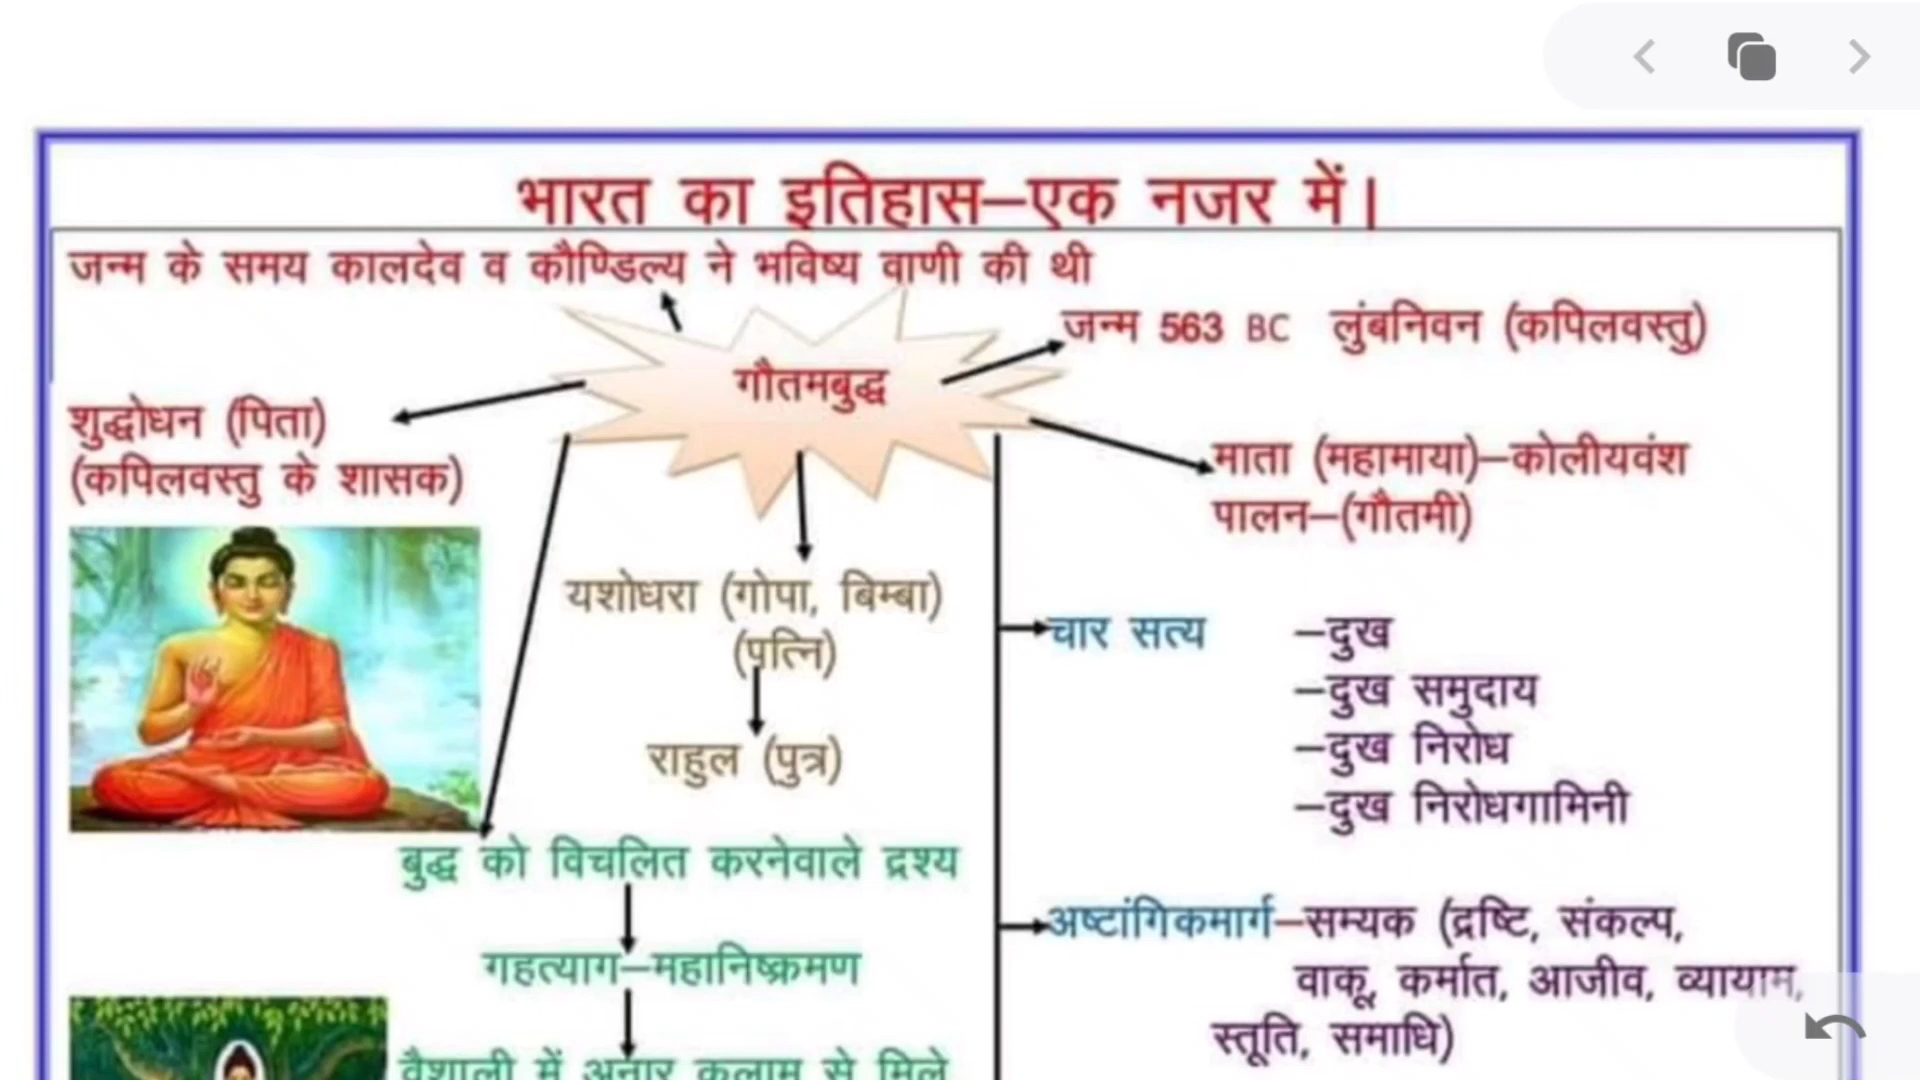 भारत का इतिहास–एक नजर में|
जन्म के समय कालदेव व कौण्डिल्य ने भविष्य वाणी की थी
गौतमबुद्ध
जन्म 563 BC लुंबनिवन (कपिलवस्तु)
शुद्धोधन (पिता)
(कपिलवस्तु के शासक)
माता (महामाया)–कोलीयवंश
पालन–(गौतमी)
यशोधरा (गोपा, बिम्बा)
(पत्नि)
राहुल (पुत्र)
चार सत्य –दुख
–दुख समुदाय
–दुख निरोध
–दुख निरोधगामिनी
बुद्ध को विचलित करनेवाले द्रश्य
गहत्याग–महानिष्क्रमण
वैशाली में अनार कलाम से मिले
अष्टांगिकमार्ग–सम्यक (द्रष्टि, संकल्प,
वाकू, कर्मात, आजीव, व्यायाम,
स्तूति, समाधि)